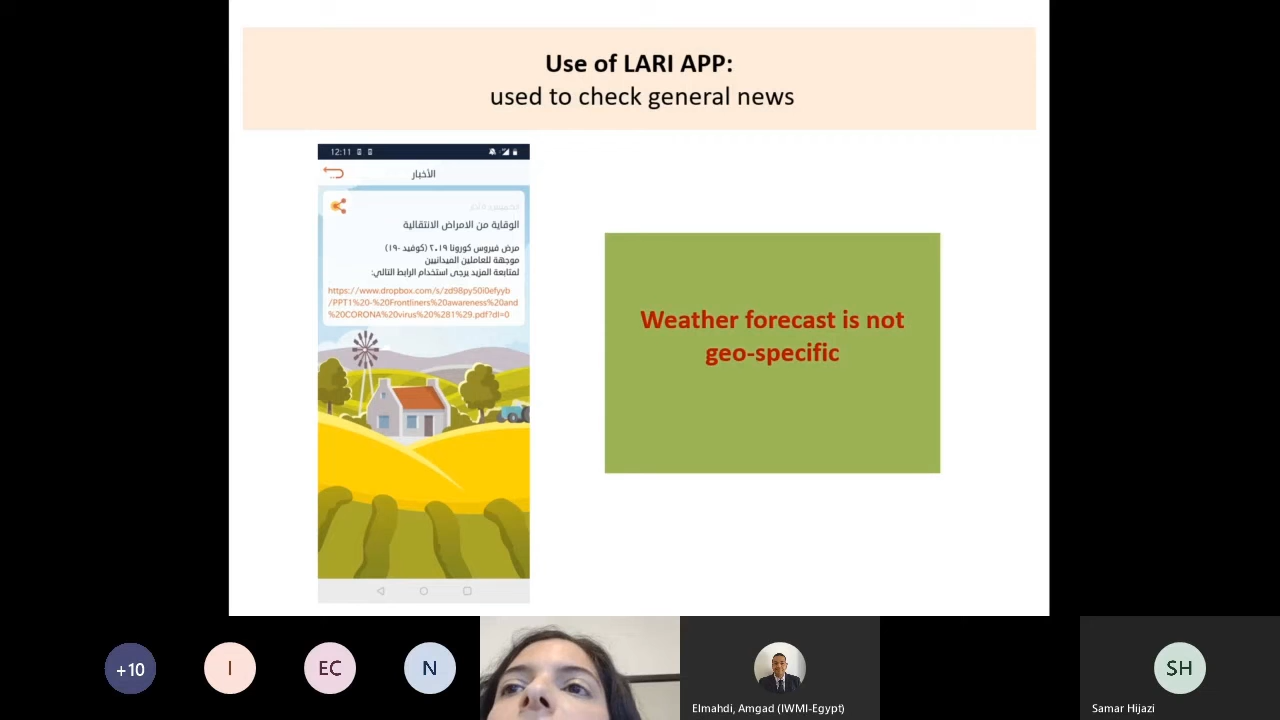 Use of LARI APP:
used to check general news
12:11
الأخبار
الوقاية من الامراض الانتقالية
مرض فيروس كورونا ٢٠١٩ (كوفيد -١٩)
موجهة للعاملين الميدانيين
لمتابعة المزيد يرجى استخدام الرابط التالي:
https://www.dropbox.com/s/zd98py50i0efyyb
/PPT1%20-%20Frontliners%20awareness%20and
%20CORONA%20virus%20%281%29.pdf?dl=0
Weather forecast is not
geo-specific
+10
I
EC
N
Elmahdi, Amgad (IWMI-Egypt)
SH
Samar Hijazi